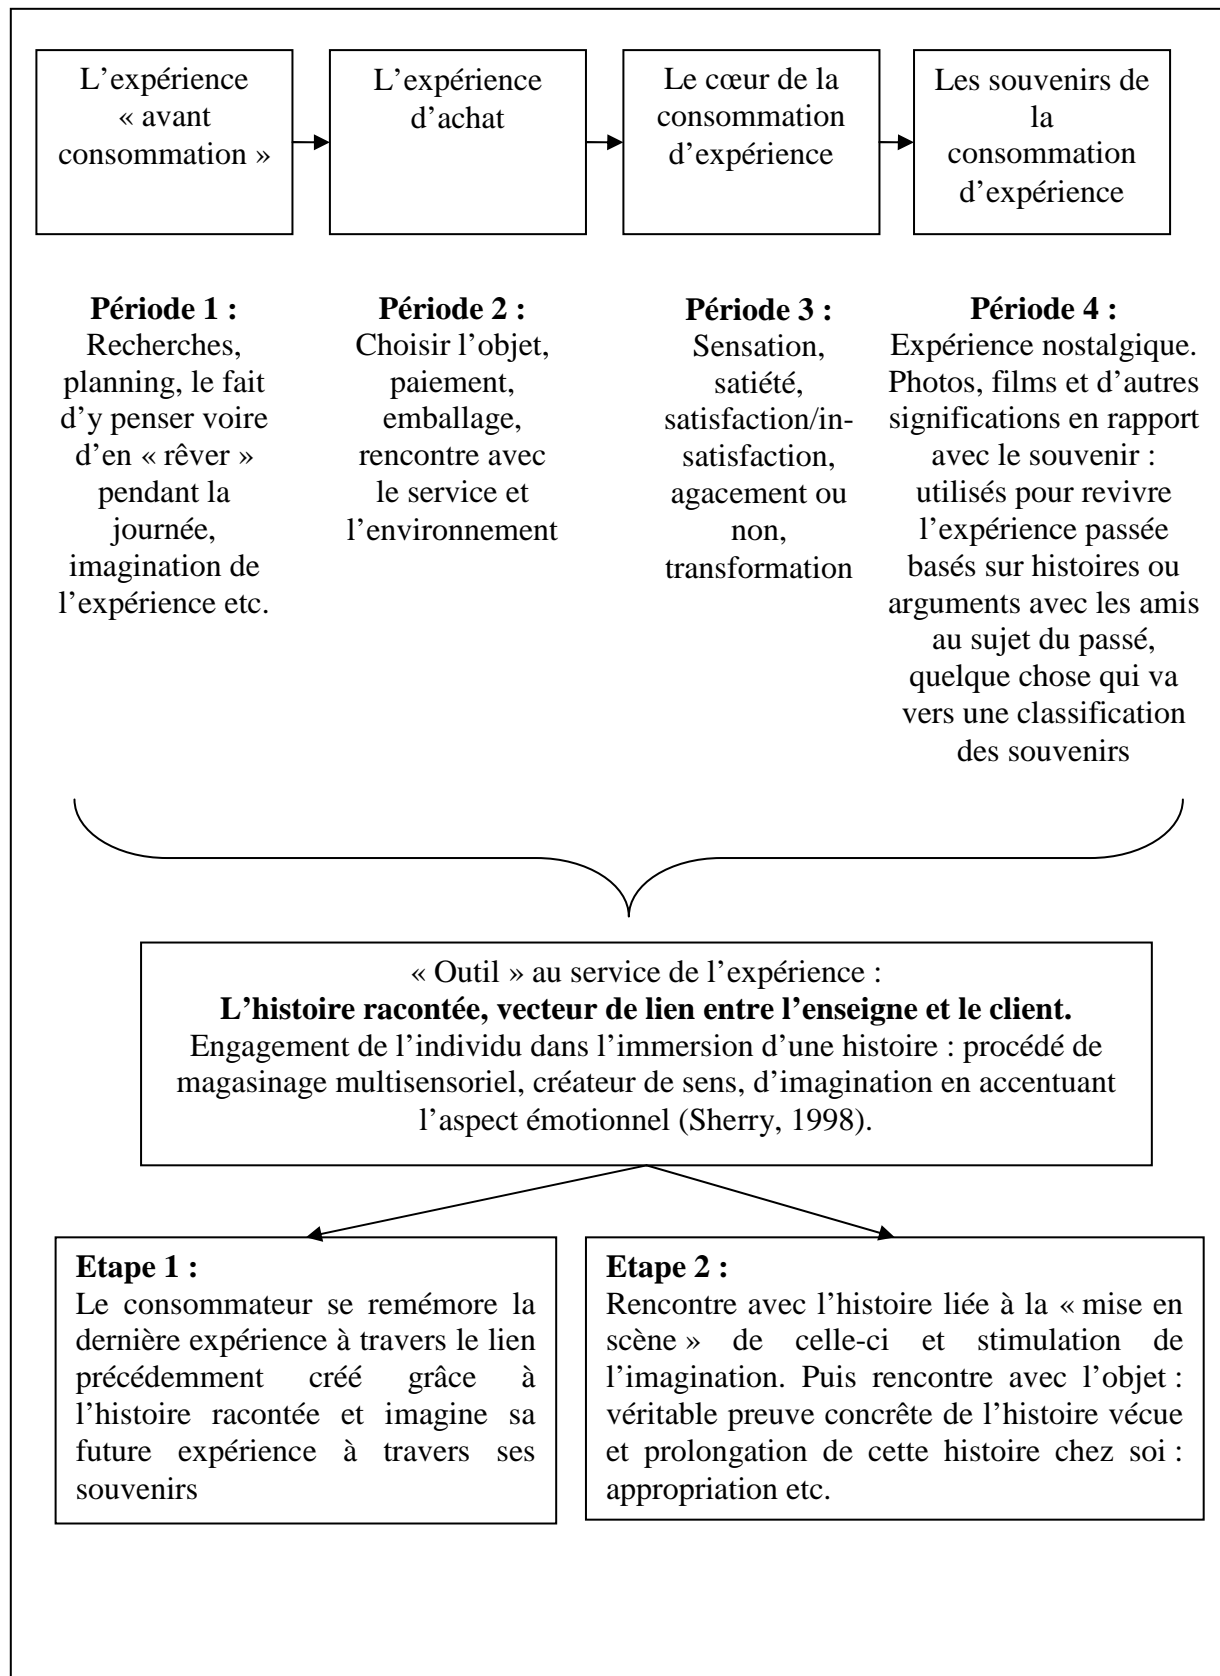 L’expérience
« avant
consommation »
L’expérience
d’achat
Le cœur de la
consommation
d’expérience
Les souvenirs de
la
consommation
d’expérience
Période 1 :
Recherches,
planning, le fait
d’y penser voire
d’en « rêver »
pendant la
journée,
imagination de
l’expérience etc.
Période 2 :
Choisir l’objet,
paiement,
emballage,
rencontre avec
le service et
l’environnement
Période 3 :
Sensation,
satiété,
satisfaction/in-
satisfaction,
agacement ou
non,
transformation
Période 4 :
Expérience nostalgique.
Photos, films et d’autres
significations en rapport
avec le souvenir :
utilisés pour revivre
l’expérience passée
basés sur histoires ou
arguments avec les amis
au sujet du passé,
quelque chose qui va
vers une classification
des souvenirs
« Outil » au service de l’expérience :
L’histoire racontée, vecteur de lien entre l’enseigne et le client.
Engagement de l’individu dans l’immersion d’une histoire : procédé de
magasinage multisensoriel, créateur de sens, d’imagination en accentuant
l’aspect émotionnel (Sherry, 1998).
Etape 1 :
Le consommateur se remémore la
dernière expérience à travers le lien
précédemment créé grâce à
l’histoire racontée et imagine sa
future expérience à travers ses
souvenirs
Etape 2 :
Rencontre avec l’histoire liée à la « mise en
scène » de celle-ci et stimulation de
l’imagination. Puis rencontre avec l’objet :
véritable preuve concrète de l’histoire vécue
et prolongation de cette histoire chez soi :
appropriation etc.